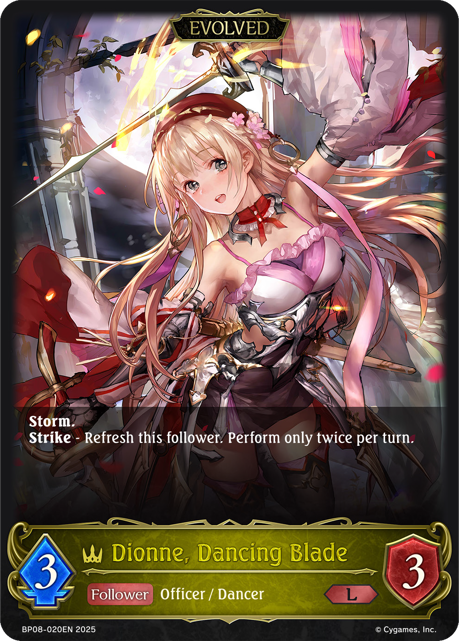 EVOLVED
Storm.
Strike - Refresh this follower. Perform only twice per turn.
Dionne, Dancing Blade
3
Follower
Officer / Dancer
L
3
BP08-020EN 2025
© Cygames, Inc.